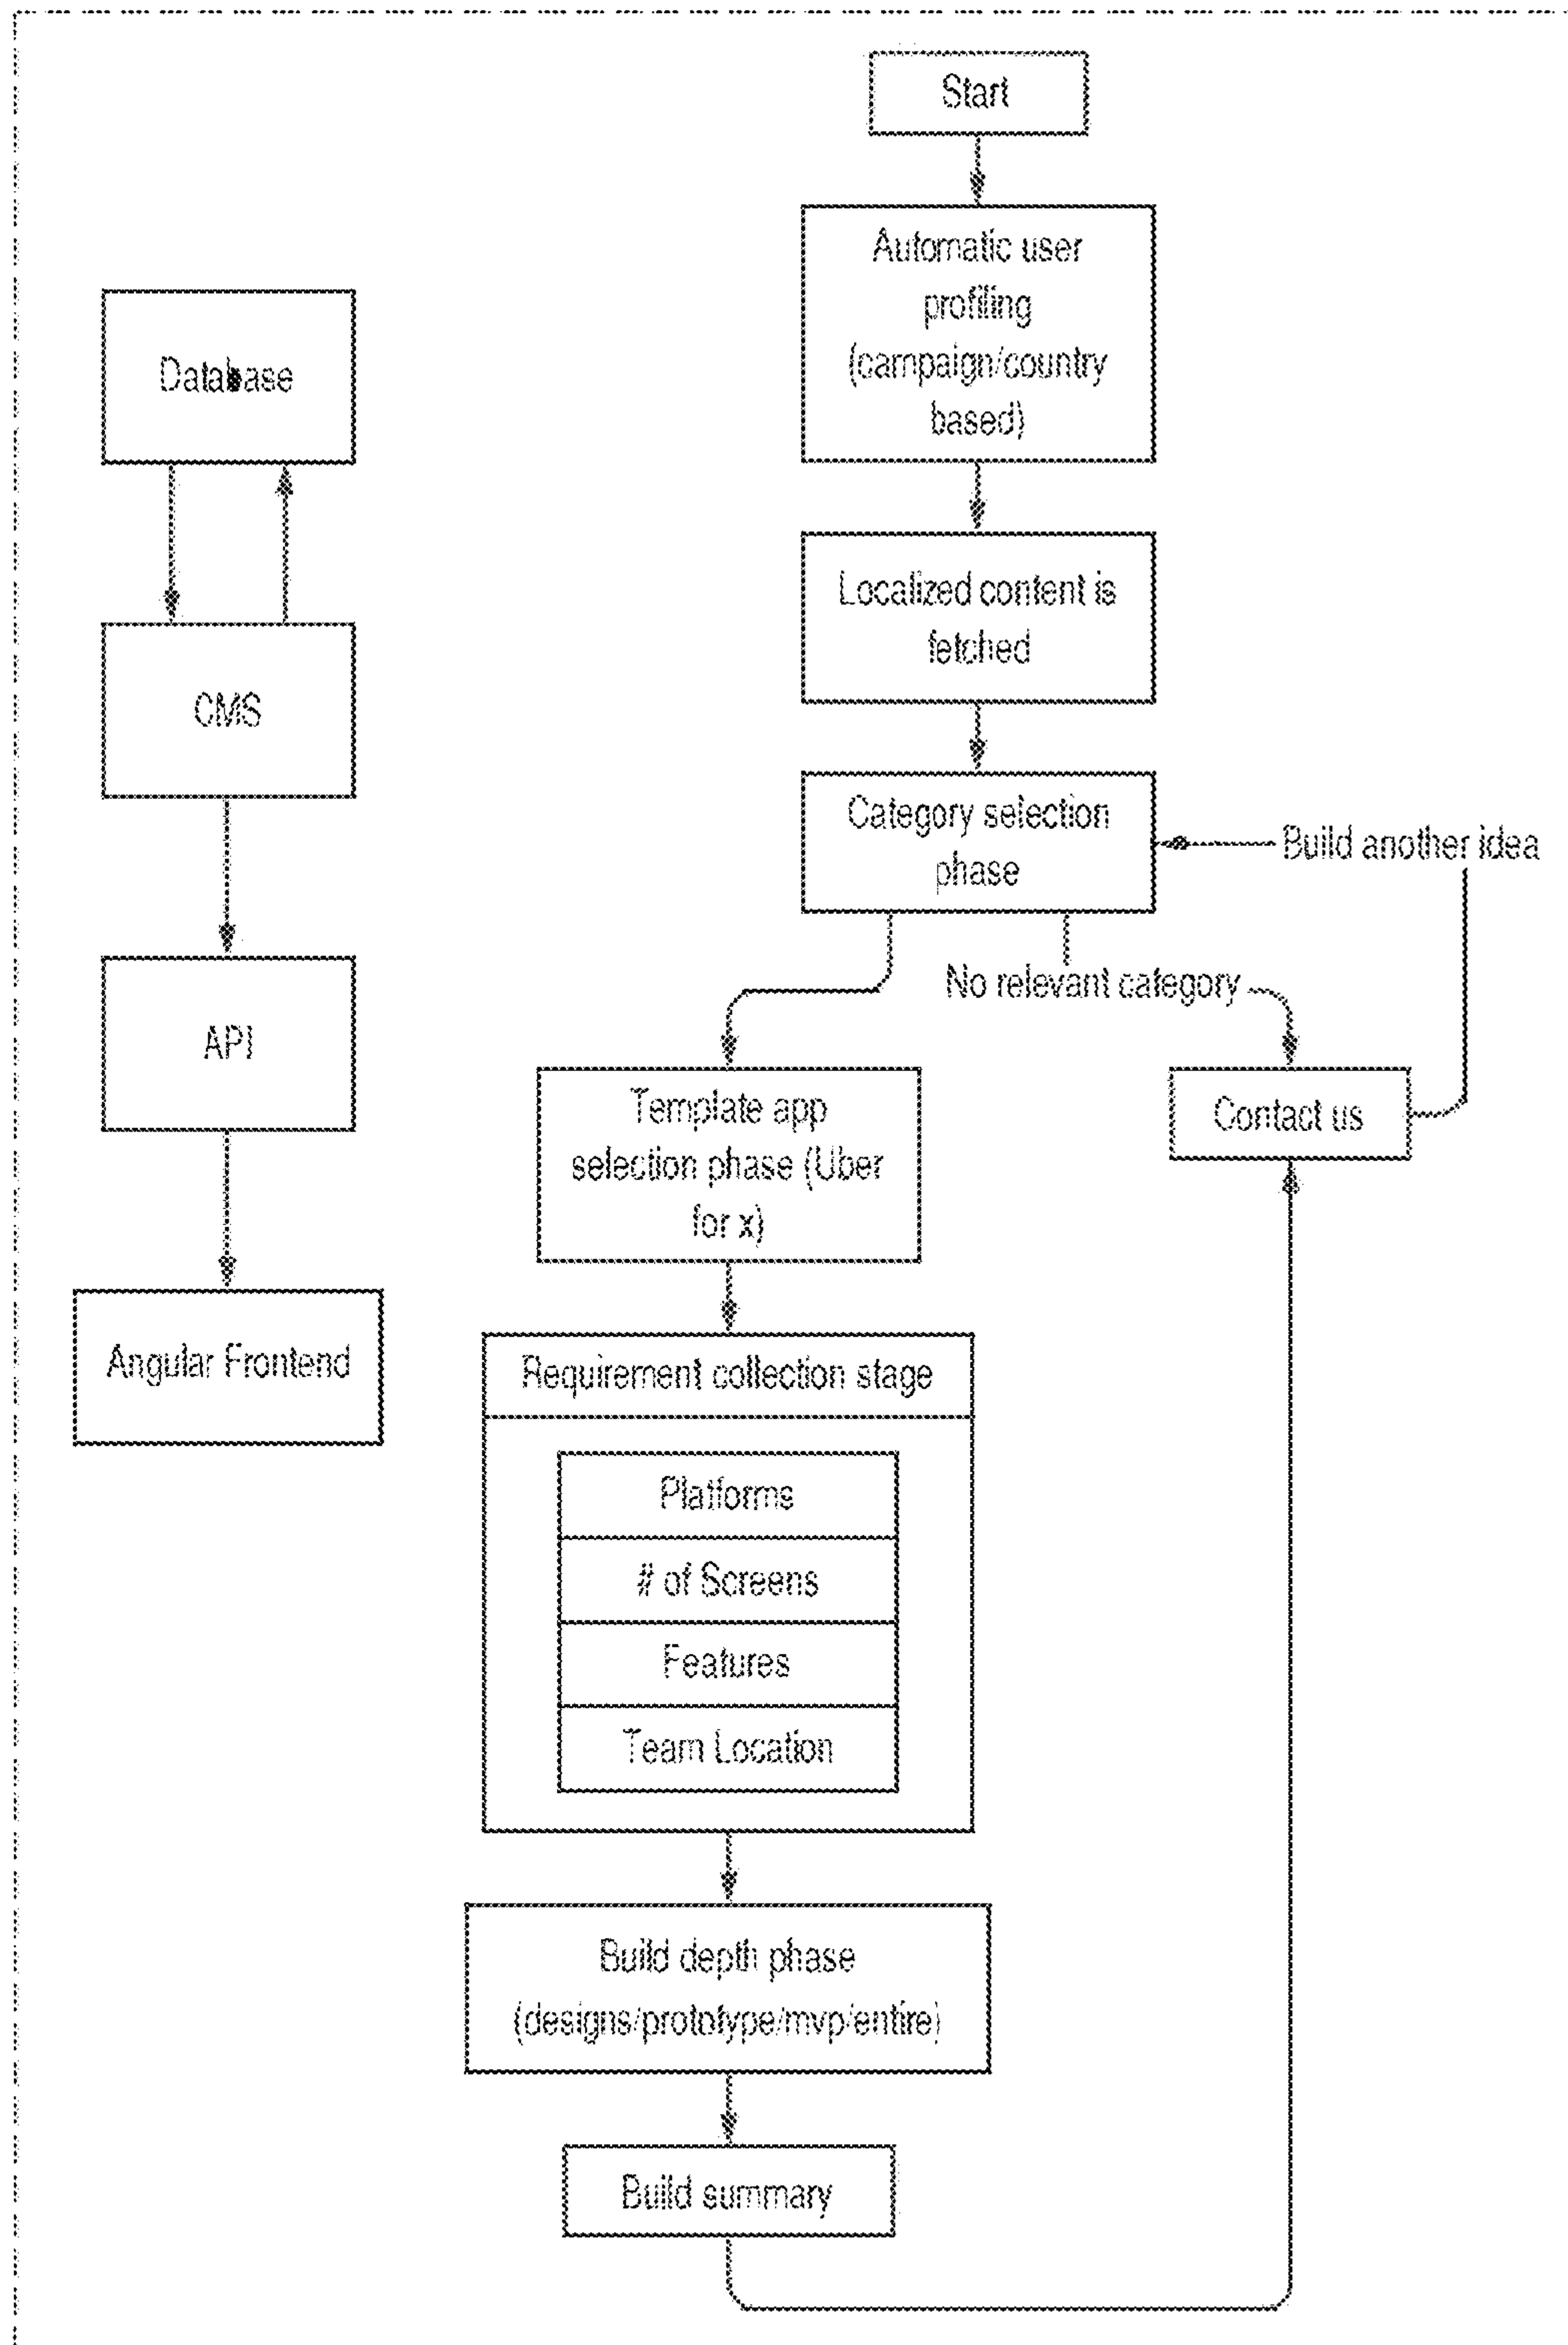 Start
Automatic user
profiling
(campaign/country
based)
Database
Localized content is
fetched
CMS
Category selection
phase
Build another idea
No relevant category
API
Template app
selection phase (Uber
for x)
Contact us
Angular Frontend
Requirement collection stage
Platforms
# of Screens
Features
Team Location
Build depth phase
(designs/prototype/mvp/entire)
Build summary